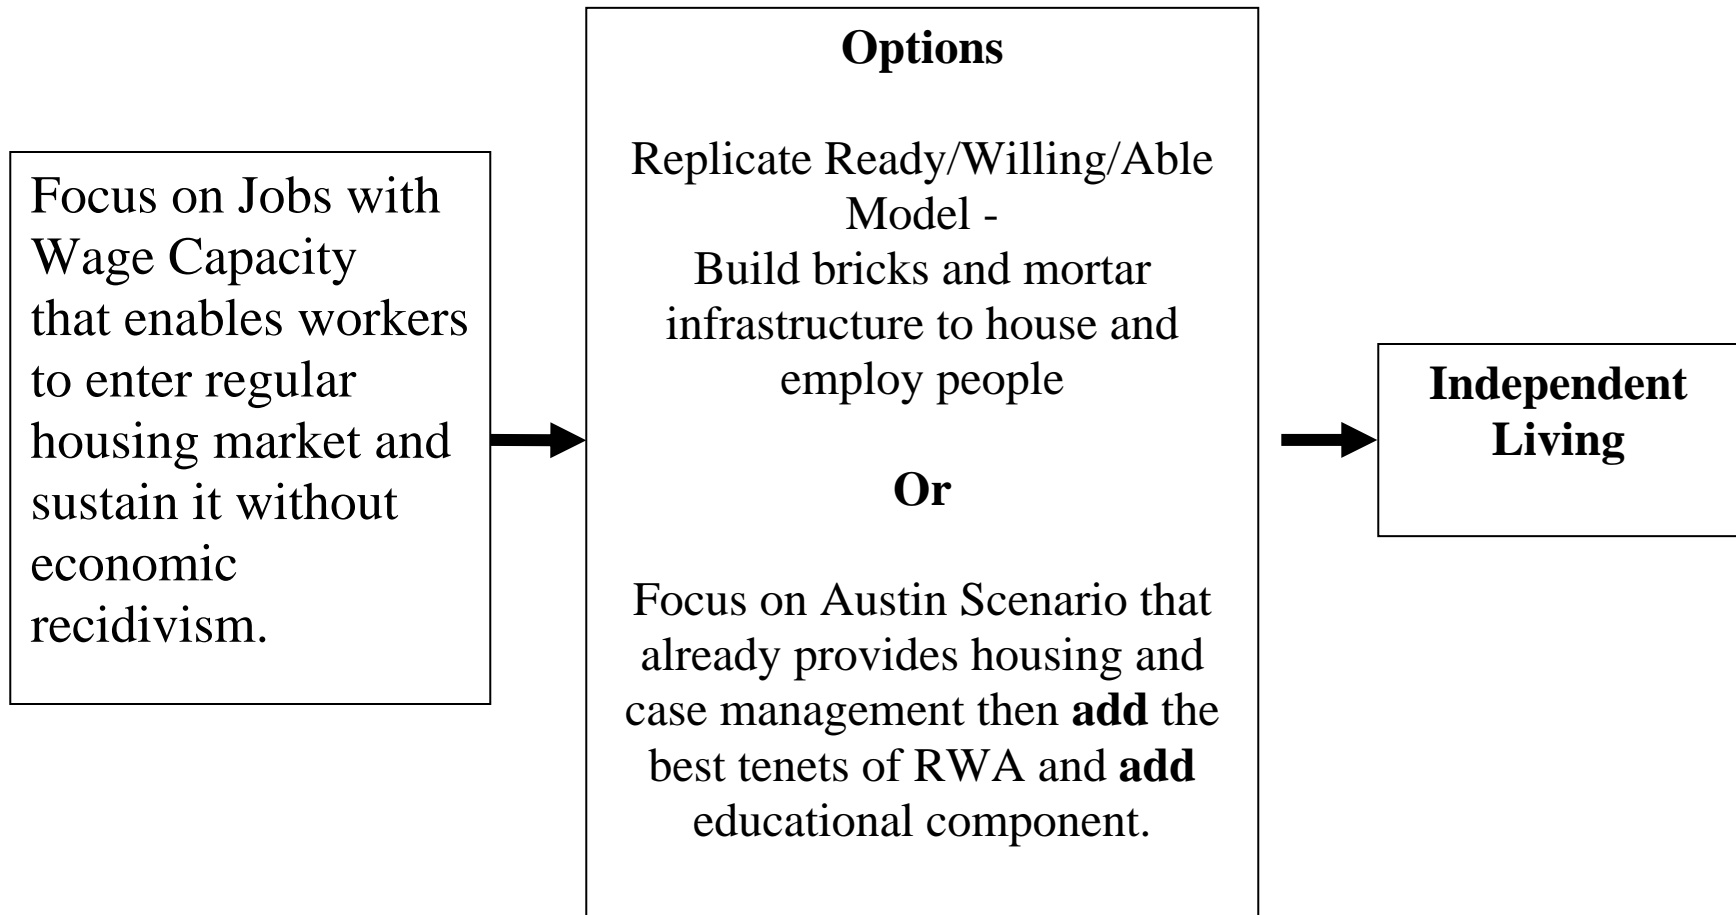 Focus on Jobs with
Wage Capacity
that enables workers
to enter regular
housing market and
sustain it without
economic
recidivism.
Options
Replicate Ready/Willing/Able
Model -
Build bricks and mortar
infrastructure to house and
employ people
Or
Focus on Austin Scenario that
already provides housing and
case management then add the
best tenets of RWA and add
educational component.
Independent
Living